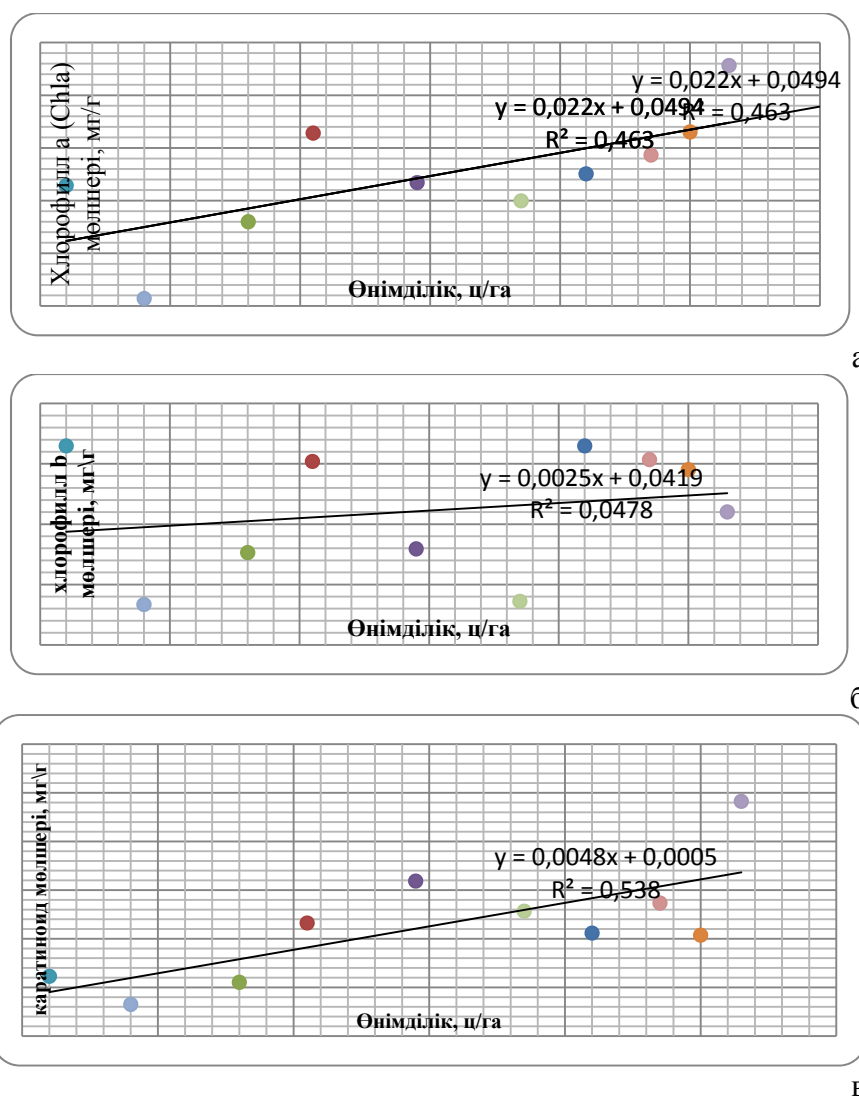 Хлорофилл а (Chla)
мөлшері, мг/г
y = 0,022x + 0,0494
R² = 0,463
y = 0,022x + 0,0494
R² = 0,463
Өнімділік, ц/га
а
хлорофилл b
мөлшері, мг\г
y = 0,0025x + 0,0419
R² = 0,0478
Өнімділік, ц/га
б
каратиноид мөлшері, мг\г
y = 0,0048x + 0,0005
R² = 0,538
Өнімділік, ц/га
в